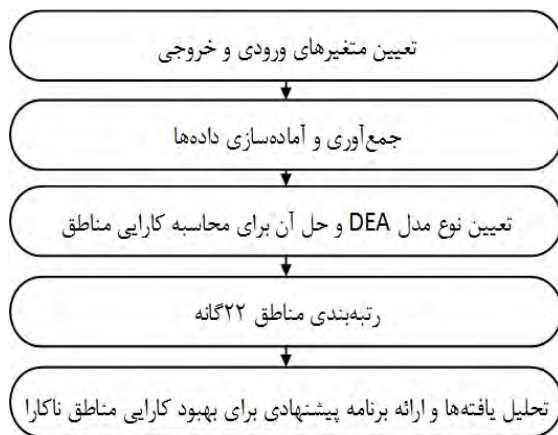 تعیین متغیرهای ورودی و خروجی
جمع‌آوری و آماده‌سازی داده‌ها
تعیین نوع مدل DEA و حل آن برای محاسبه کارایی مناطق
رتبه‌بندی مناطق ۲۲گانه
تحلیل یافته‌ها و ارائه برنامه پیشنهادی برای بهبود کارایی مناطق ناکارا